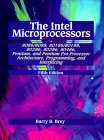 The Intel
Microprocessors
8086/8088, 80186/80188,
80286, 80386, 80486,
Pentium, and Pentium Pro Processor
Architecture, Programming, and
Interfacing
Fifth Edition
Barry B. Brey